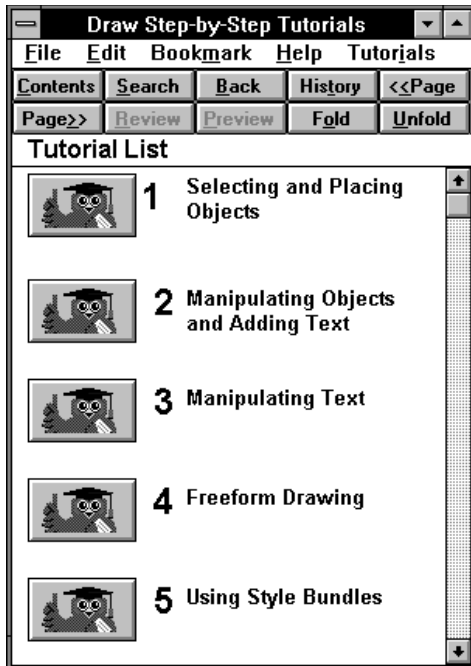 Draw Step-by-Step Tutorials
File Edit Bookmark Help Tutorials
Contents Search Back History <<Page
Page>> Review Preview Fold Unfold
Tutorial List
1 Selecting and Placing
Objects
2 Manipulating Objects
and Adding Text
3 Manipulating Text
4 Freeform Drawing
5 Using Style Bundles